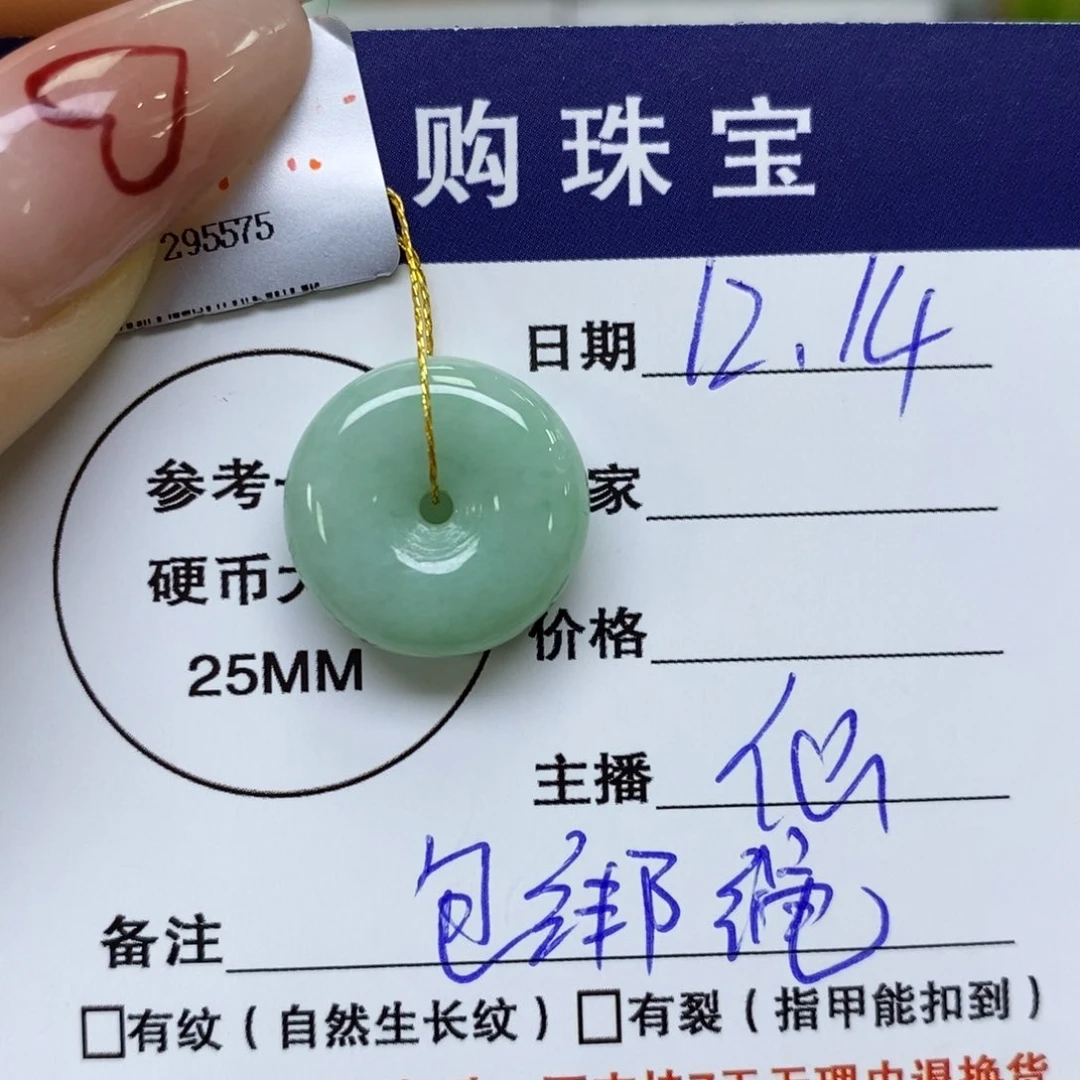 购珠宝
295575
日期 12.14
参考
家
硬币
价格
25MM
主播 仙
备注 包绑绳
□有纹（自然生长纹）□有裂（指甲能扣到）